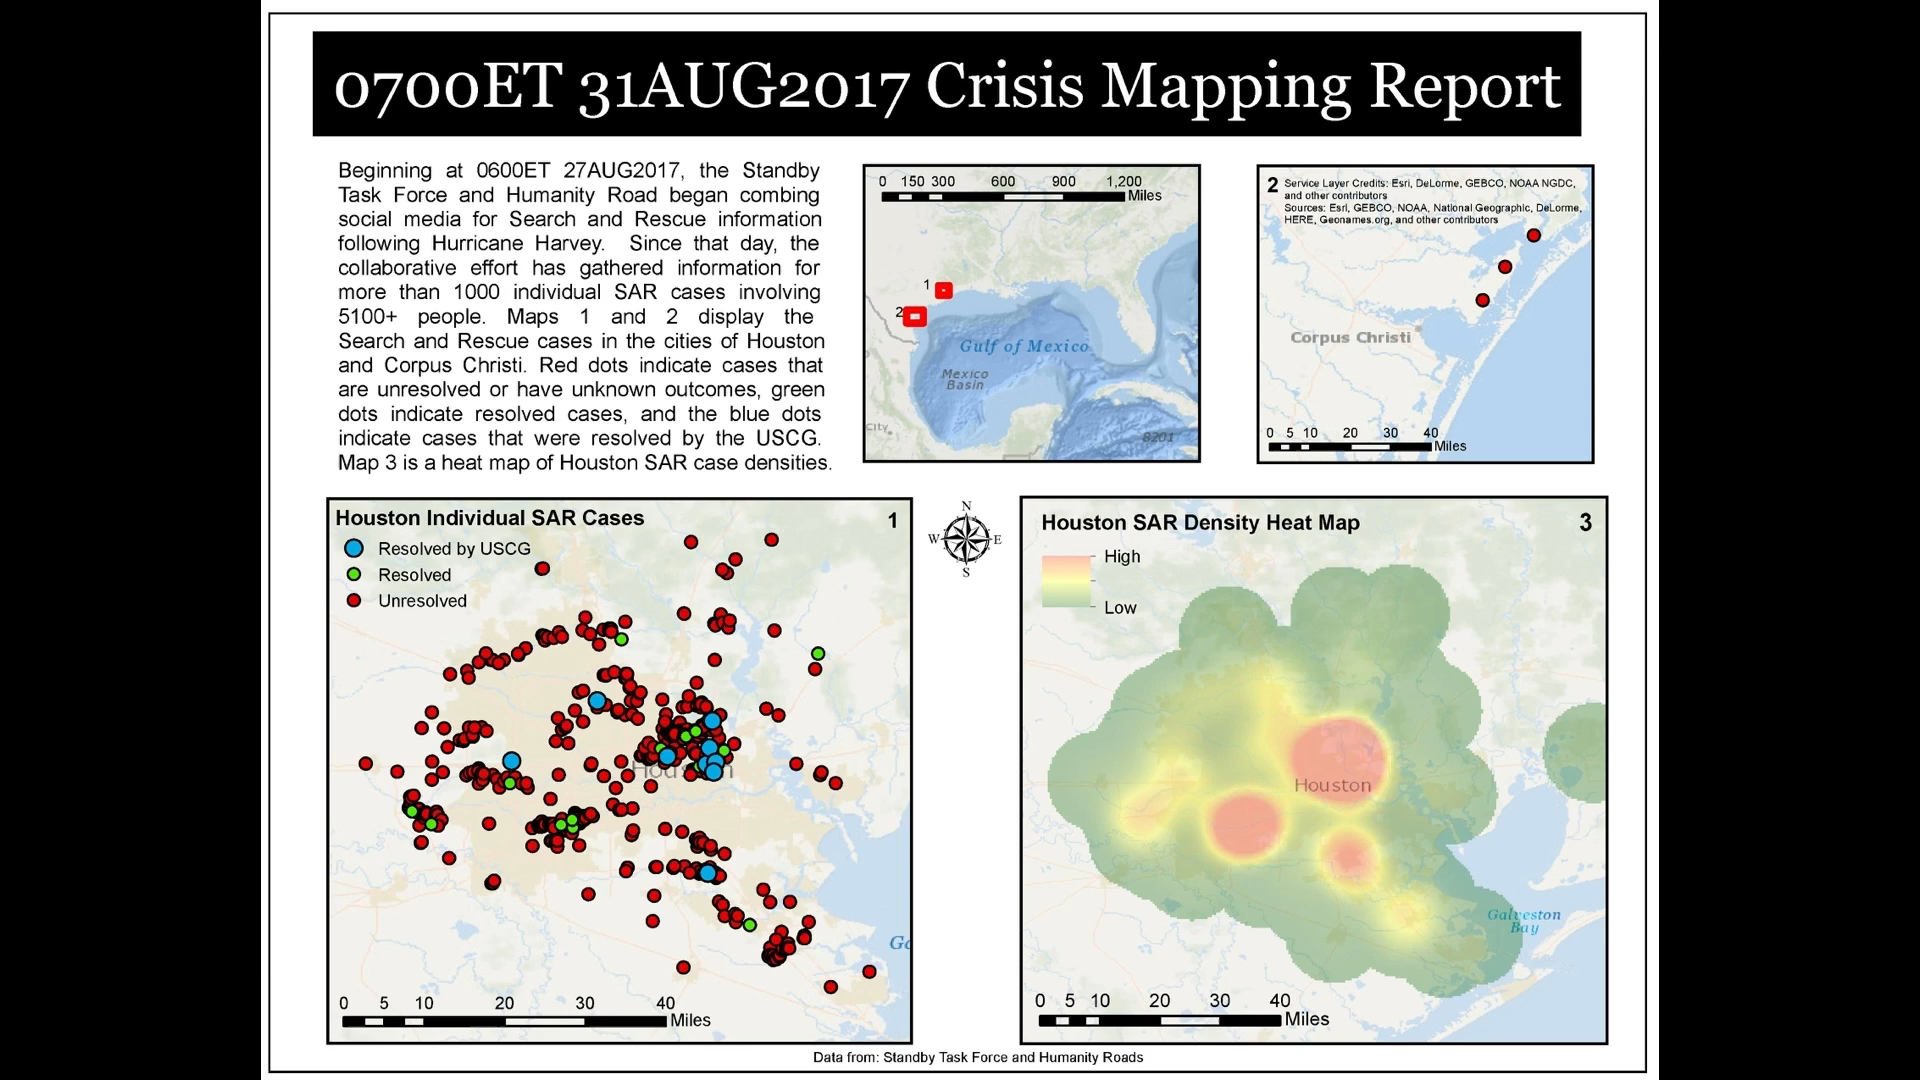 0700ET 31AUG2017 Crisis Mapping Report
Beginning at 0600ET 27AUG2017, the Standby
Task Force and Humanity Road began combing
social media for Search and Rescue information
following Hurricane Harvey. Since that day, the
collaborative effort has gathered information for
more than 1000 individual SAR cases involving
5100+ people. Maps 1 and 2 display the
Search and Rescue cases in the cities of Houston
and Corpus Christi. Red dots indicate cases that
are unresolved or have unknown outcomes, green
dots indicate resolved cases, and the blue dots
indicate cases that were resolved by the USCG.
Map 3 is a heat map of Houston SAR case densities.
0 150 300 600 900 1,200
Miles
1
2
Gulf of Mexico
Mexico
Basin
City
8201
2 Service Layer Credits: Esri, DeLorme, GEBCO, NOAA NGDC,
and other contributors
Sources: Esri, GEBCO, NOAA, National Geographic, DeLorme,
HERE, Geonames.org, and other contributors
Corpus Christi
0 5 10 20 30 40
Miles
Houston Individual SAR Cases 1
Resolved by USCG
Resolved
Unresolved
Houston
Ga
0 5 10 20 30 40
Miles
N
W E
S
Houston SAR Density Heat Map 3
High
Low
Houston
Galveston
Bay
0 5 10 20 30 40
Miles
Data from: Standby Task Force and Humanity Roads